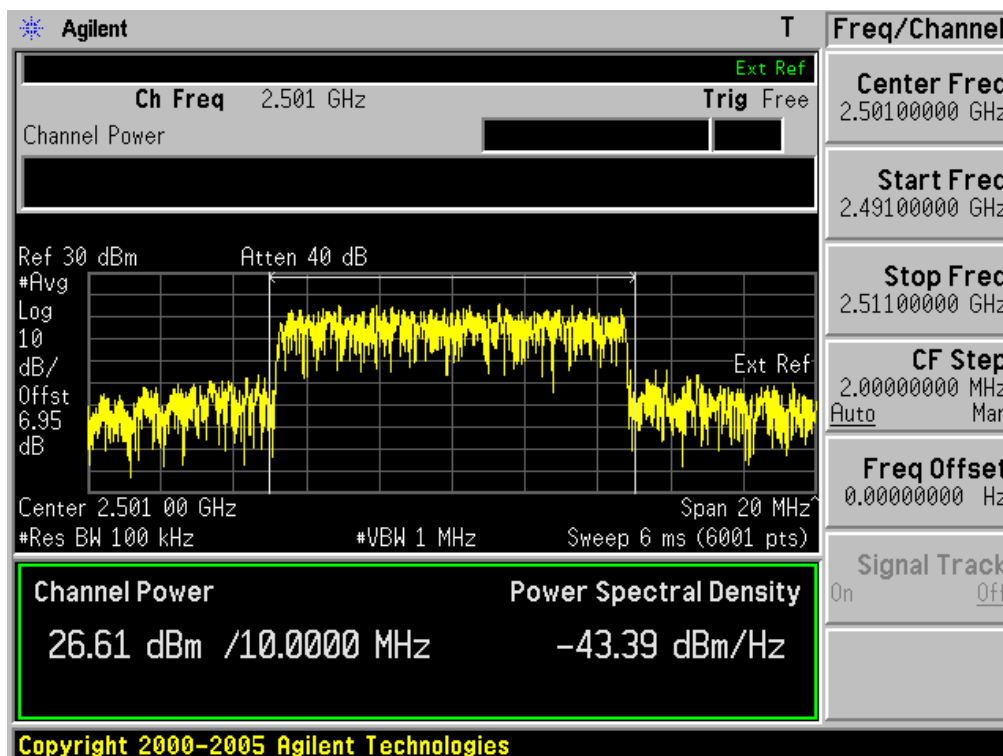 Agilent T Freq/Channel
Ext Ref
Ch Freq 2.501 GHz Trig Free
Channel Power
Center Freq
2.50100000 GHz
Start Freq
2.49100000 GHz
Stop Freq
2.51100000 GHz
CF Step
2.00000000 MHz
Auto Man
Freq Offset
0.00000000 Hz
Signal Track
On Off
Ref 30 dBm Atten 40 dB
#Avg
Log
10
dB/
Offst
6.95
dB
Ext Ref
Center 2.501 00 GHz Span 20 MHz^
#Res BW 100 kHz #VBW 1 MHz Sweep 6 ms (6001 pts)
Channel Power Power Spectral Density
26.61 dBm /10.0000 MHz -43.39 dBm/Hz
Copyright 2000-2005 Agilent Technologies